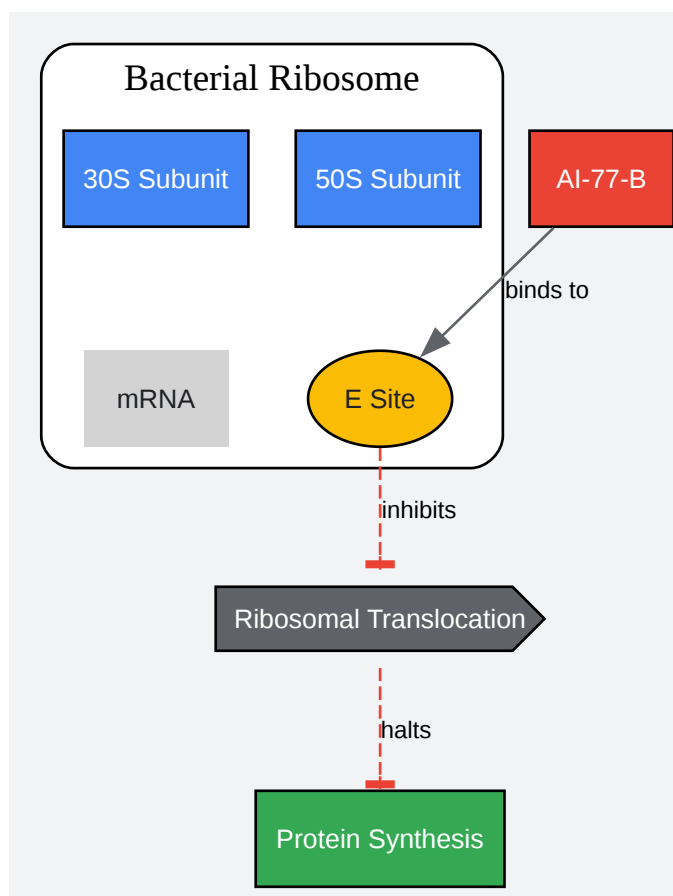 Bacterial Ribosome
30S Subunit
50S Subunit
AI-77-B
binds to
mRNA
E Site
inhibits
Ribosomal Translocation
halts
Protein Synthesis